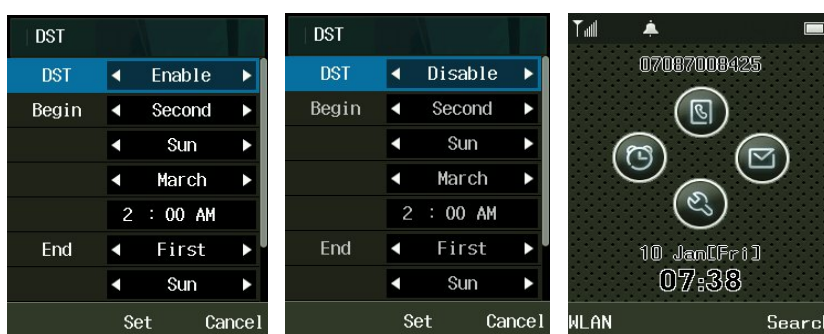 DST
DST ◀ Enable ▶
Begin ◀ Second ▶
◀ Sun ▶
◀ March ▶
2 : 00 AM
End ◀ First ▶
◀ Sun ▶
Set Cancel
DST
DST ◀ Disable ▶
Begin ◀ Second ▶
◀ Sun ▶
◀ March ▶
2 : 00 AM
End ◀ First ▶
◀ Sun ▶
Set Cancel
07087008425
10 Jan[Fri]
07:38
WLAN Search